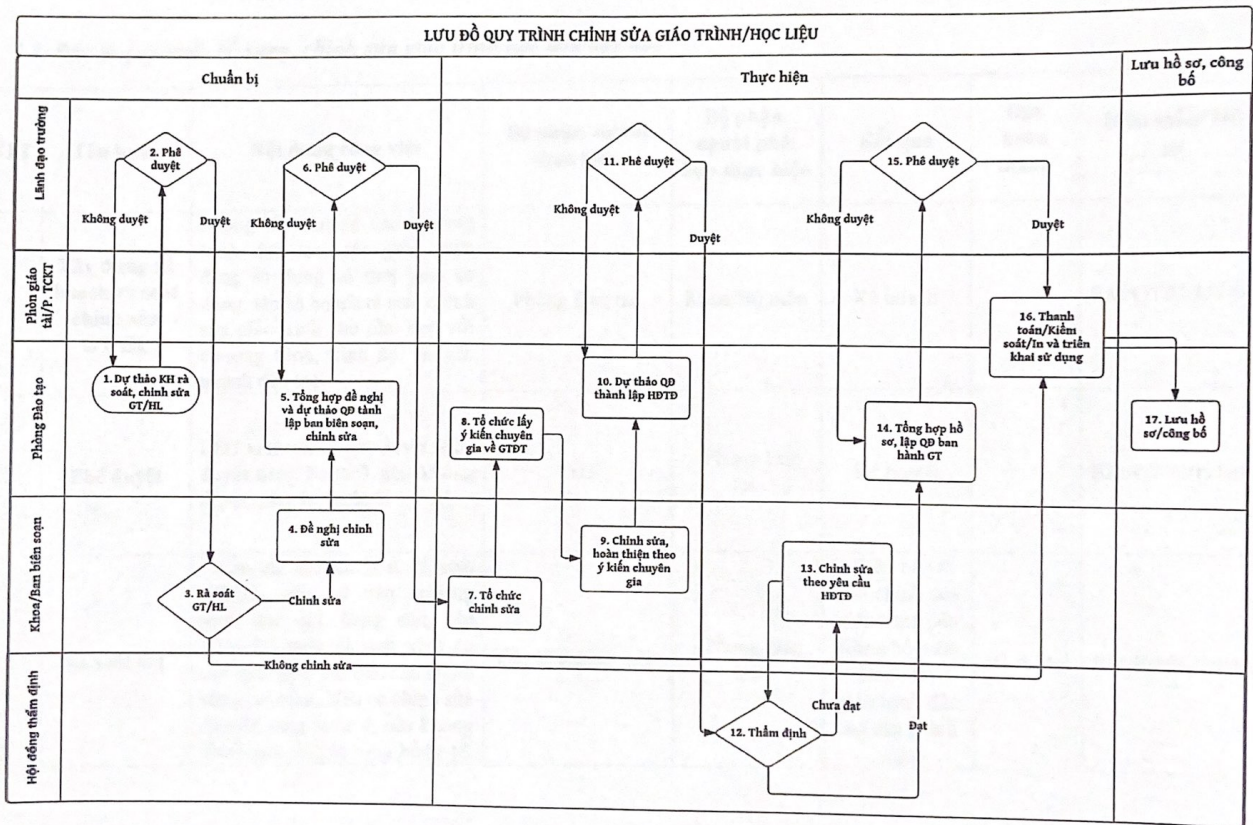 LƯU ĐỒ QUY TRÌNH CHỈNH SỬA GIÁO TRÌNH/HỌC LIỆU
Chuẩn bị
Thực hiện
Lưu hồ sơ, công
bố
Lãnh đạo trường
2. Phê
duyệt
6. Phê duyệt
11. Phê duyệt
15. Phê duyệt
Không duyệt
Duyệt
Không duyệt
Duyệt
Không duyệt
Duyệt
Không duyệt
Duyệt
Phòn giáo
tài/P. TCKT
16. Thanh
toán/Kiểm
soát/In và triển
khai sử dụng
Phòng Đào tạo
1. Dự thảo KH rà
soát, chỉnh sửa
GT/HL
5. Tổng hợp đề nghị
và dự thảo QĐ tành
lập ban biên soạn,
chỉnh sửa
8. Tổ chức lấy
ý kiến chuyên
gia về GTĐT
10. Dự thảo QĐ
thành lập HĐTĐ
14. Tổng hợp hồ
sơ, lập QĐ ban
hành GT
17. Lưu hồ
sơ/công bố
Khoa/Ban biên soạn
3. Rà soát
GT/HL
Chỉnh sửa
4. Đề nghị chỉnh
sửa
7. Tổ chức
chỉnh sửa
9. Chỉnh sửa,
hoàn thiện theo
ý kiến chuyên
gia
13. Chỉnh sửa
theo yêu cầu
HĐTĐ
Không chỉnh sửa
Hội đồng thẩm định
12. Thẩm định
Chưa đạt
Đạt